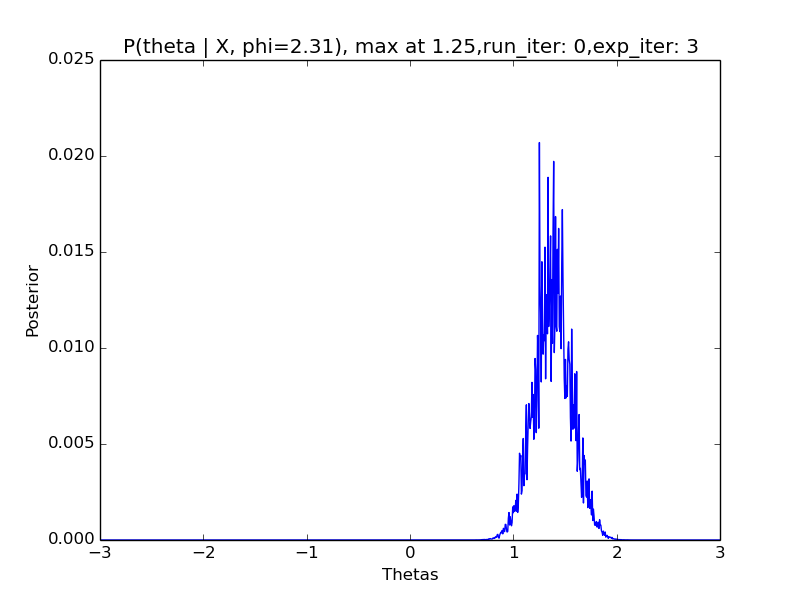 P(theta | X, phi=2.31), max at 1.25,run_iter: 0,exp_iter: 3
0.025
0.020
0.015
0.010
0.005
0.000
Posterior
−3 −2 −1 0 1 2 3
Thetas